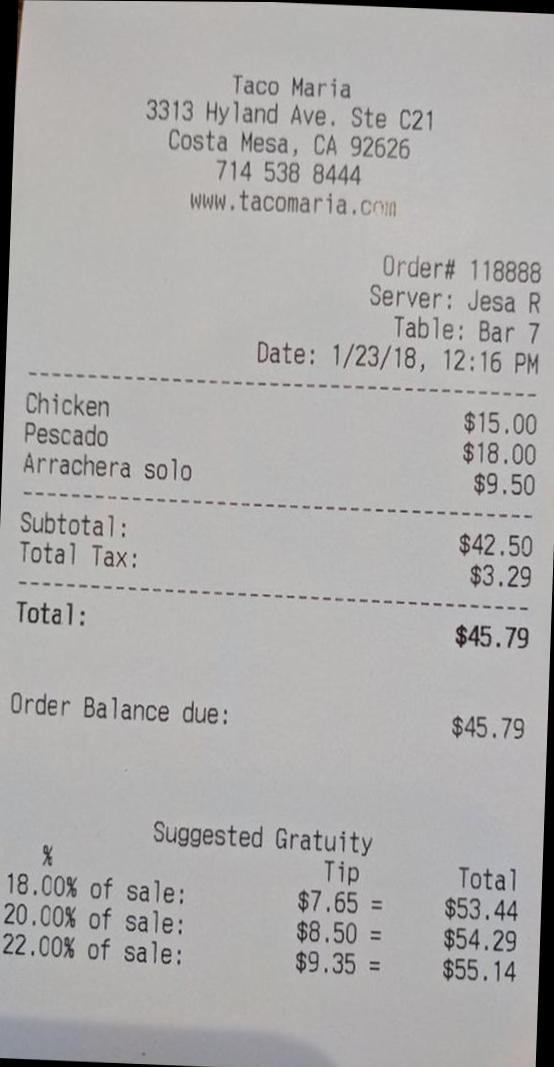 Taco Maria
3313 Hyland Ave. Ste C21
Costa Mesa, CA 92626
714 538 8444
www.tacomaria.com
Order# 118888
Server: Jesa R
Table: Bar 7
Date: 1/23/18, 12:16 PM
Chicken $15.00
Pescado $18.00
Arrachera solo $9.50
Subtotal: $42.50
Total Tax: $3.29
Total: $45.79
Order Balance due: $45.79
Suggested Gratuity
% Tip Total
18.00% of sale: $7.65 = $53.44
20.00% of sale: $8.50 = $54.29
22.00% of sale: $9.35 = $55.14